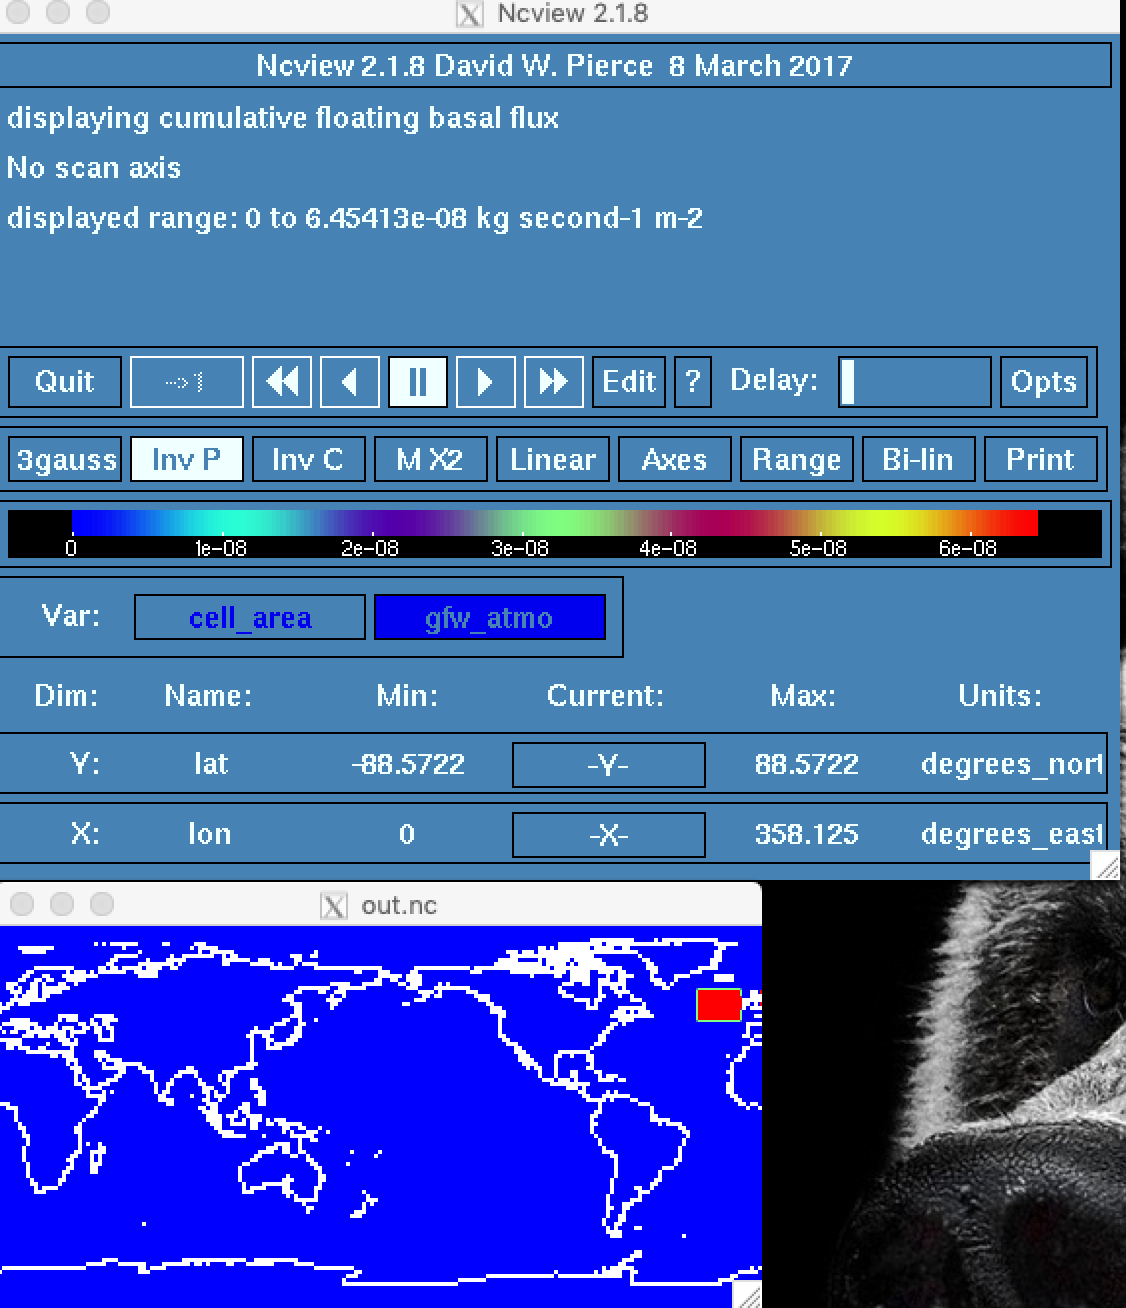 Ncview 2.1.8
Ncview 2.1.8 David W. Pierce  8 March 2017
displaying cumulative floating basal flux
No scan axis
displayed range: 0 to 6.45413e-08 kg second-1 m-2
Quit ->1 Edit ? Delay: Opts
3gauss Inv P Inv C M X2 Linear Axes Range Bi-lin Print
0 1e-08 2e-08 3e-08 4e-08 5e-08 6e-08
Var: cell_area gfw_atmo
Dim: Name: Min: Current: Max: Units:
Y: lat -88.5722 -Y- 88.5722 degrees_nort
X: lon 0 -X- 358.125 degrees_east
out.nc